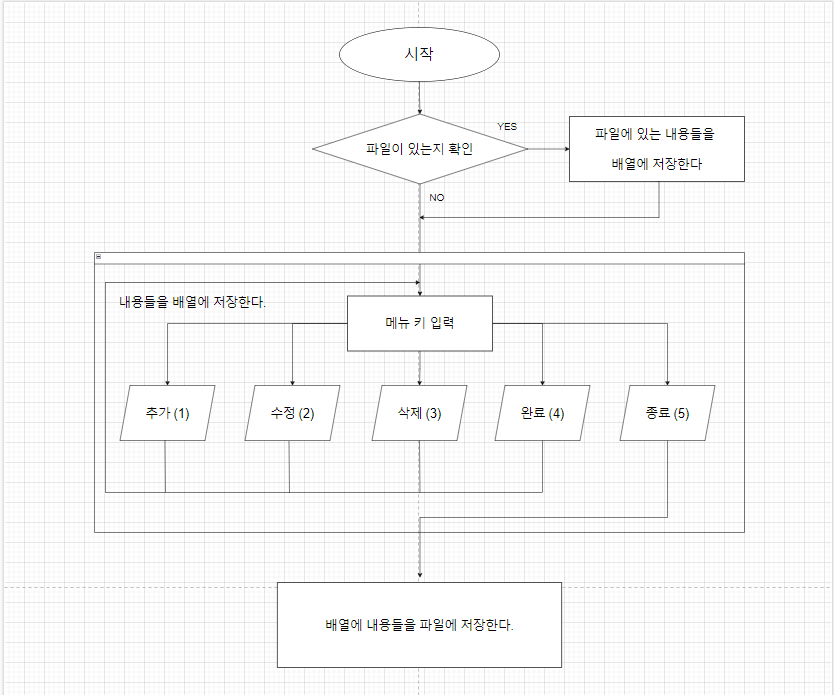 시작
YES
파일이 있는지 확인
파일에 있는 내용들을
배열에 저장한다
NO
내용들을 배열에 저장한다.
메뉴 키 입력
추가 (1)
수정 (2)
삭제 (3)
완료 (4)
종료 (5)
배열에 내용들을 파일에 저장한다.